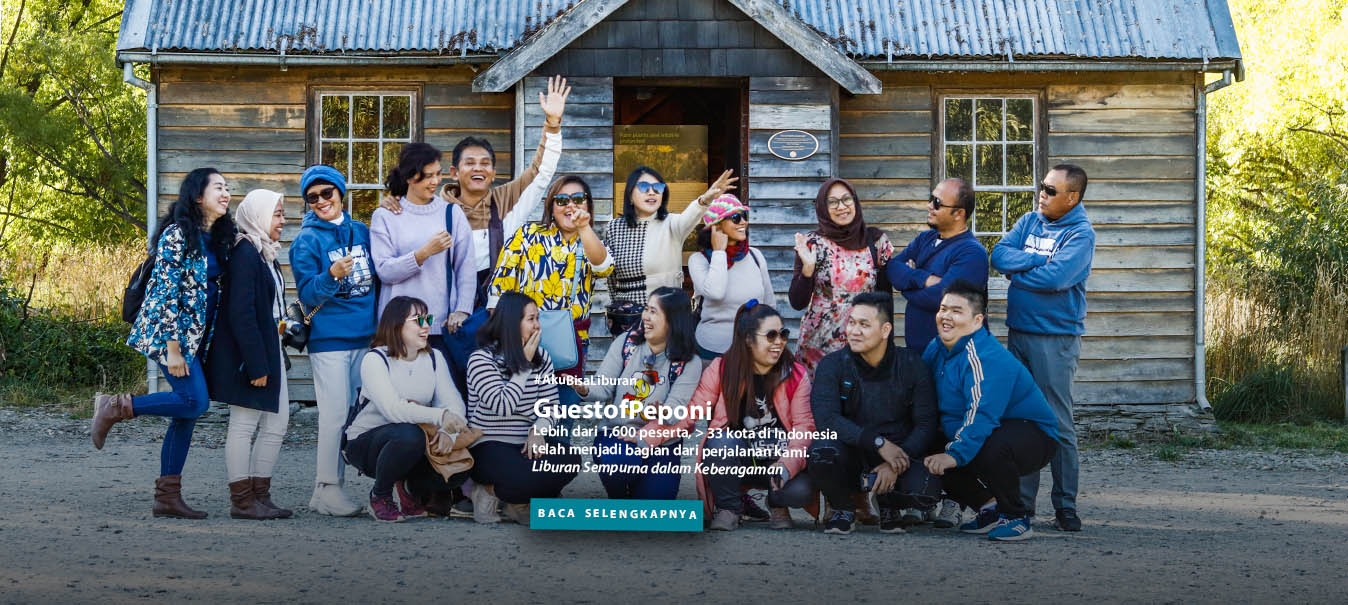 #AkuBisaLiburan
GuestofPeponi
Lebih dari 1,600 peserta, > 33 kota di Indonesia
telah menjadi bagian dari perjalanan kami.
Liburan Sempurna dalam Keberagaman
BACA SELENGKAPNYA